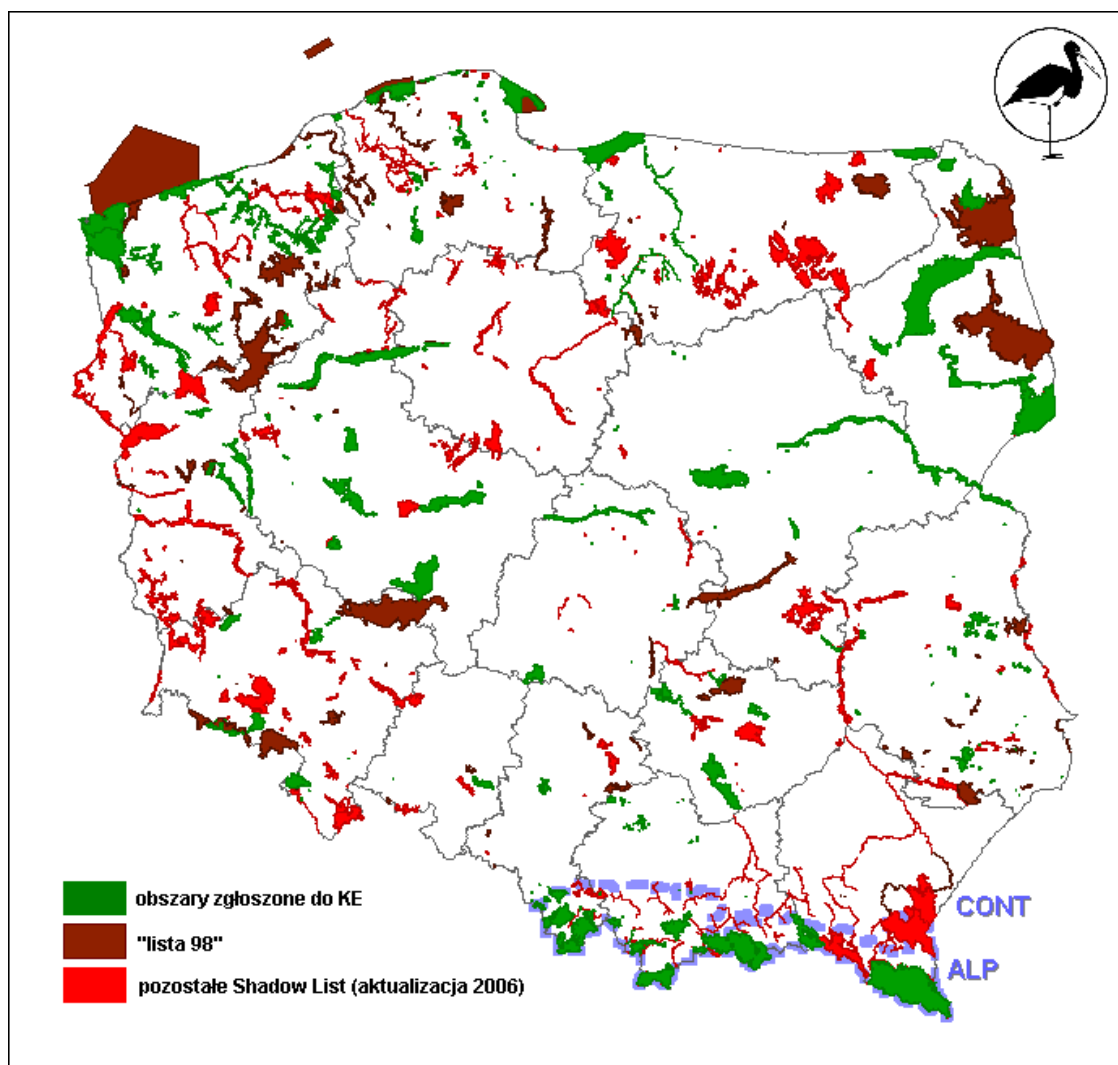 obszary zgłoszone do KE
"lista 98"
pozostałe Shadow List (aktualizacja 2006)
CONT
ALP